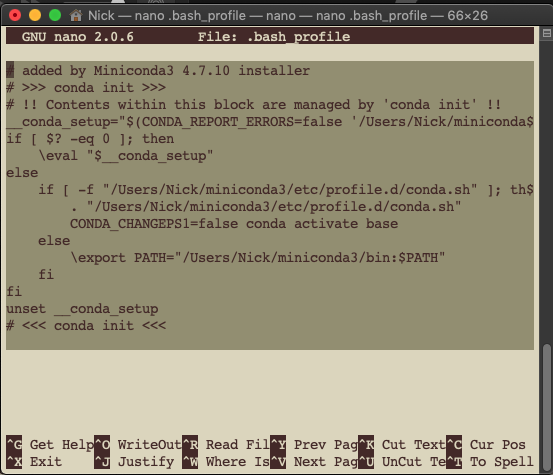 Nick — nano .bash_profile — nano — nano .bash_profile — 66×26
GNU nano 2.0.6 File: .bash_profile
# added by Miniconda3 4.7.10 installer
# >>> conda init >>>
# !! Contents within this block are managed by 'conda init' !!
__conda_setup="$(CONDA_REPORT_ERRORS=false '/Users/Nick/miniconda$
if [ $? -eq 0 ]; then
\eval "$__conda_setup"
else
if [ -f "/Users/Nick/miniconda3/etc/profile.d/conda.sh" ]; th$
. "/Users/Nick/miniconda3/etc/profile.d/conda.sh"
CONDA_CHANGEPS1=false conda activate base
else
\export PATH="/Users/Nick/miniconda3/bin:$PATH"
fi
fi
unset __conda_setup
# <<< conda init <<<
^G Get Help^O WriteOut^R Read Fil^Y Prev Pag^K Cut Text^C Cur Pos
^X Exit ^J Justify ^W Where Is^V Next Pag^U UnCut Te^T To Spell